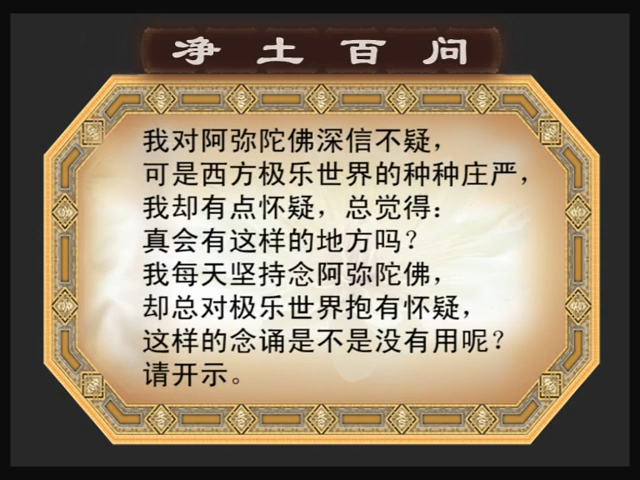 净土百问
我对阿弥陀佛深信不疑，
可是西方极乐世界的种种庄严，
我却有点怀疑，总觉得：
真会有这样的地方吗？
我每天坚持念阿弥陀佛，
却总对极乐世界抱有怀疑，
这样的念诵是不是没有用呢？
请开示。